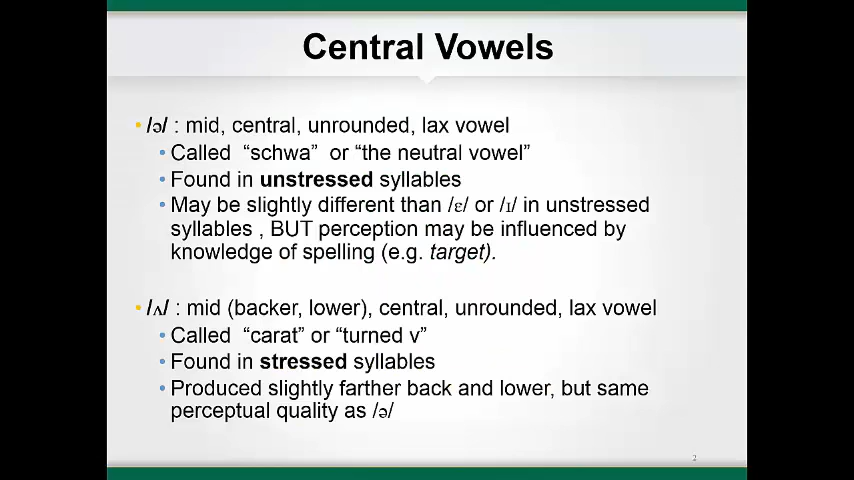 Central Vowels
• /ə/ : mid, central, unrounded, lax vowel
• Called “schwa” or “the neutral vowel”
• Found in unstressed syllables
• May be slightly different than /ɛ/ or /ɪ/ in unstressed
syllables , BUT perception may be influenced by
knowledge of spelling (e.g. target).
• /ʌ/ : mid (backer, lower), central, unrounded, lax vowel
• Called “carat” or “turned v”
• Found in stressed syllables
• Produced slightly farther back and lower, but same
perceptual quality as /ə/
2